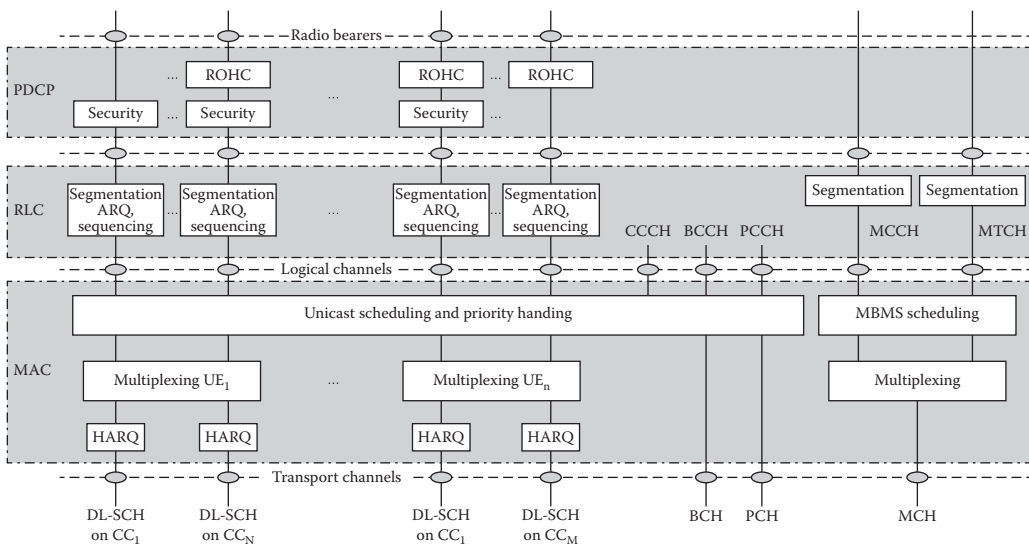 Radio bearers
PDCP
... ROHC ROHC ... ROHC
...
Security ... Security Security ...
RLC
Segmentation ARQ, sequencing
...
Segmentation ARQ, sequencing
...
Segmentation ARQ, sequencing
...
Segmentation ARQ, sequencing
Segmentation Segmentation
CCCH BCCH PCCH MCCH MTCH
Logical channels
MAC
Unicast scheduling and priority handing
MBMS scheduling
Multiplexing UE1 ... Multiplexing UEn Multiplexing
HARQ HARQ HARQ HARQ
Transport channels
DL-SCH on CC1
DL-SCH on CCN
DL-SCH on CC1
DL-SCH on CCM
BCH PCH MCH